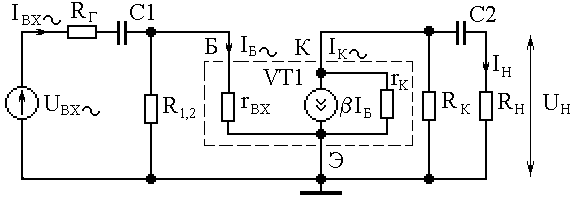 IВХ~
RГ
C1
C2
Б
IБ~
К
IК~
IН
VT1
rК
UВХ~
R1,2
rВХ
βIБ
RК
RН
UН
Э